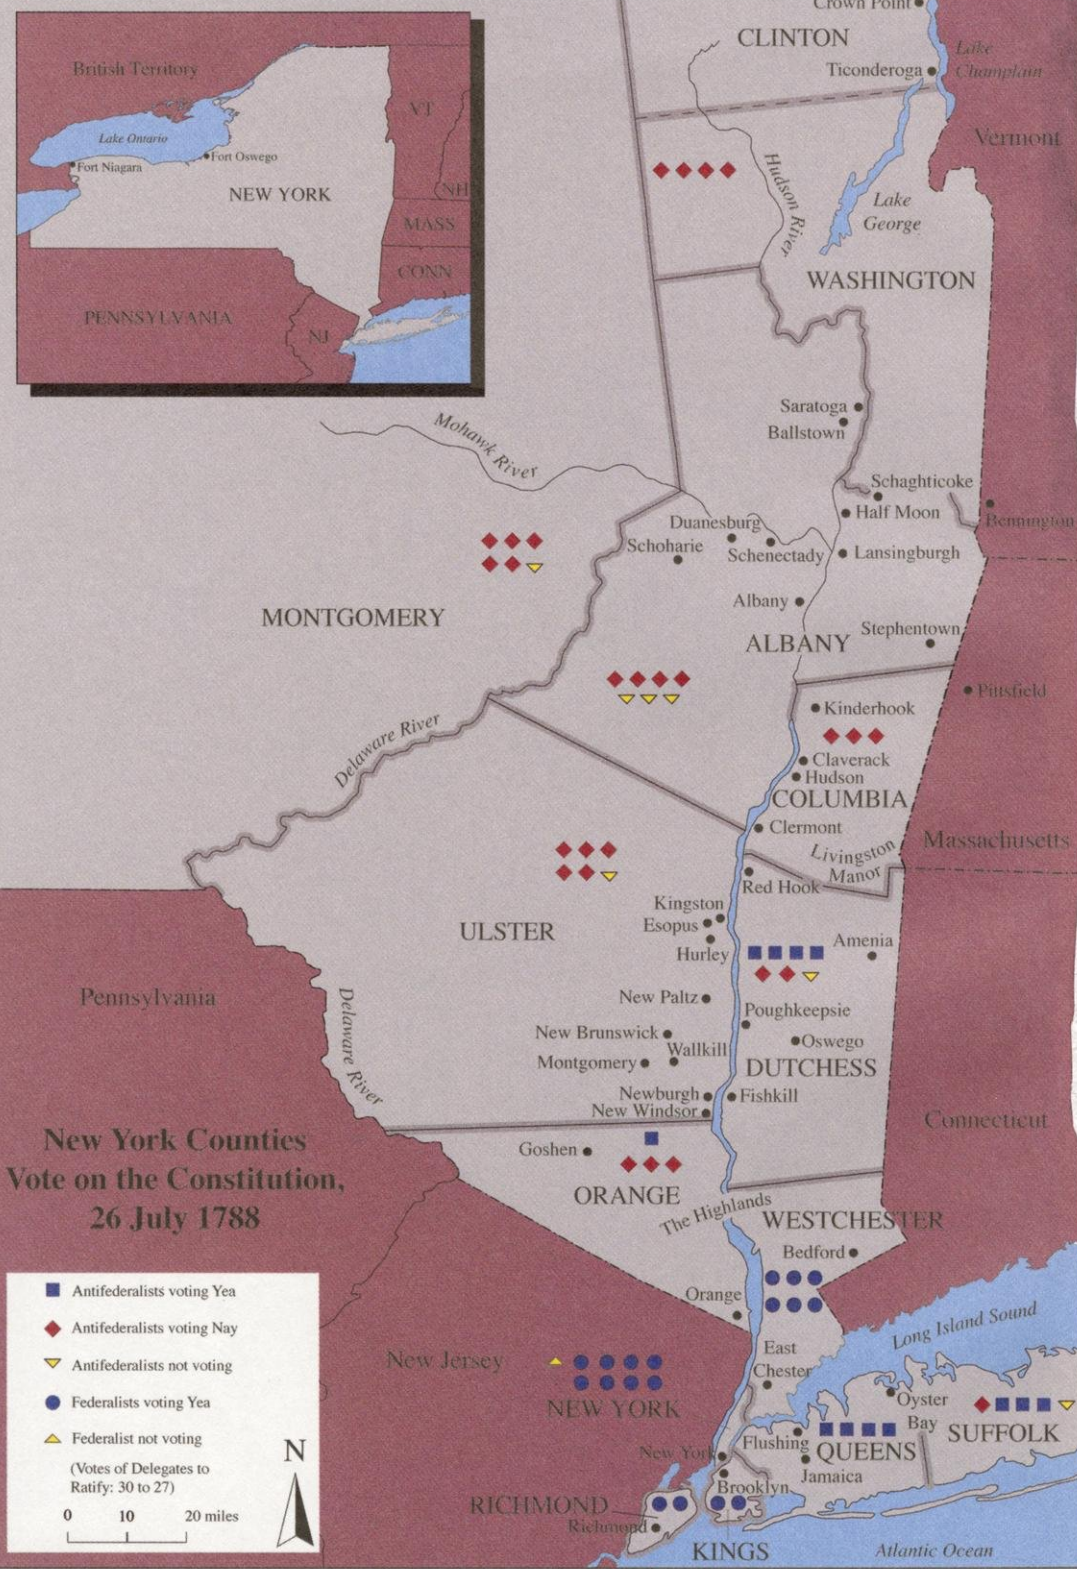 Crown Point
CLINTON
Lake
Champlain
Ticonderoga
British Territory
VT
Lake Ontario
Fort Oswego
Fort Niagara
NEW YORK
NH
MASS
CONN
PENNSYLVANIA
NJ
Vermont
Hudson River
Lake
George
WASHINGTON
Saratoga
Ballstown
Mohawk River
Schaghticoke
Half Moon
Bennington
Duanesburg
Schoharie
Schenectady
Lansingburgh
Albany
MONTGOMERY
ALBANY
Stephentown
Pittsfield
Kinderhook
Delaware River
Claverack
Hudson
COLUMBIA
Clermont
Livingston
Manor
Massachusetts
Red Hook
Kingston
Esopus
Hurley
ULSTER
Amenia
Pennsylvania
Delaware River
New Paltz
Poughkeepsie
New Brunswick
Oswego
Wallkill
Montgomery
DUTCHESS
Newburgh
Fishkill
New Windsor
Connecticut
New York Counties
Vote on the Constitution,
26 July 1788
Goshen
ORANGE
The Highlands
WESTCHESTER
Bedford
Orange
Long Island Sound
East
Chester
New Jersey
NEW YORK
Oyster
Bay
SUFFOLK
Flushing
QUEENS
New York
Jamaica
Brooklyn
RICHMOND
Richmond
KINGS
Atlantic Ocean
Antifederalists voting Yea
Antifederalists voting Nay
Antifederalists not voting
Federalists voting Yea
Federalist not voting
(Votes of Delegates to
Ratify: 30 to 27)
N
0 10 20 miles